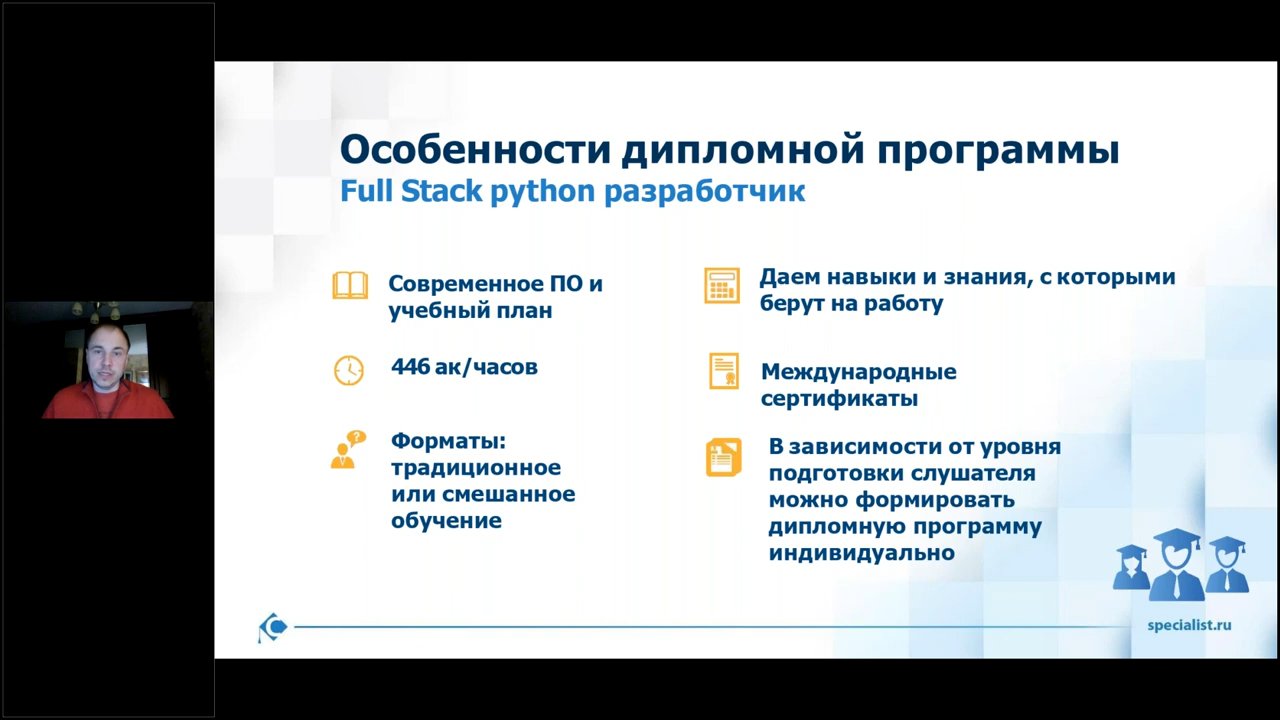 Особенности дипломной программы
Full Stack python разработчик
Современное ПО и
учебный план
446 ак/часов
Форматы:
традиционное
или смешанное
обучение
Даем навыки и знания, с которыми
берут на работу
Международные
сертификаты
В зависимости от уровня
подготовки слушателя
можно формировать
дипломную программу
индивидуально
specialist.ru